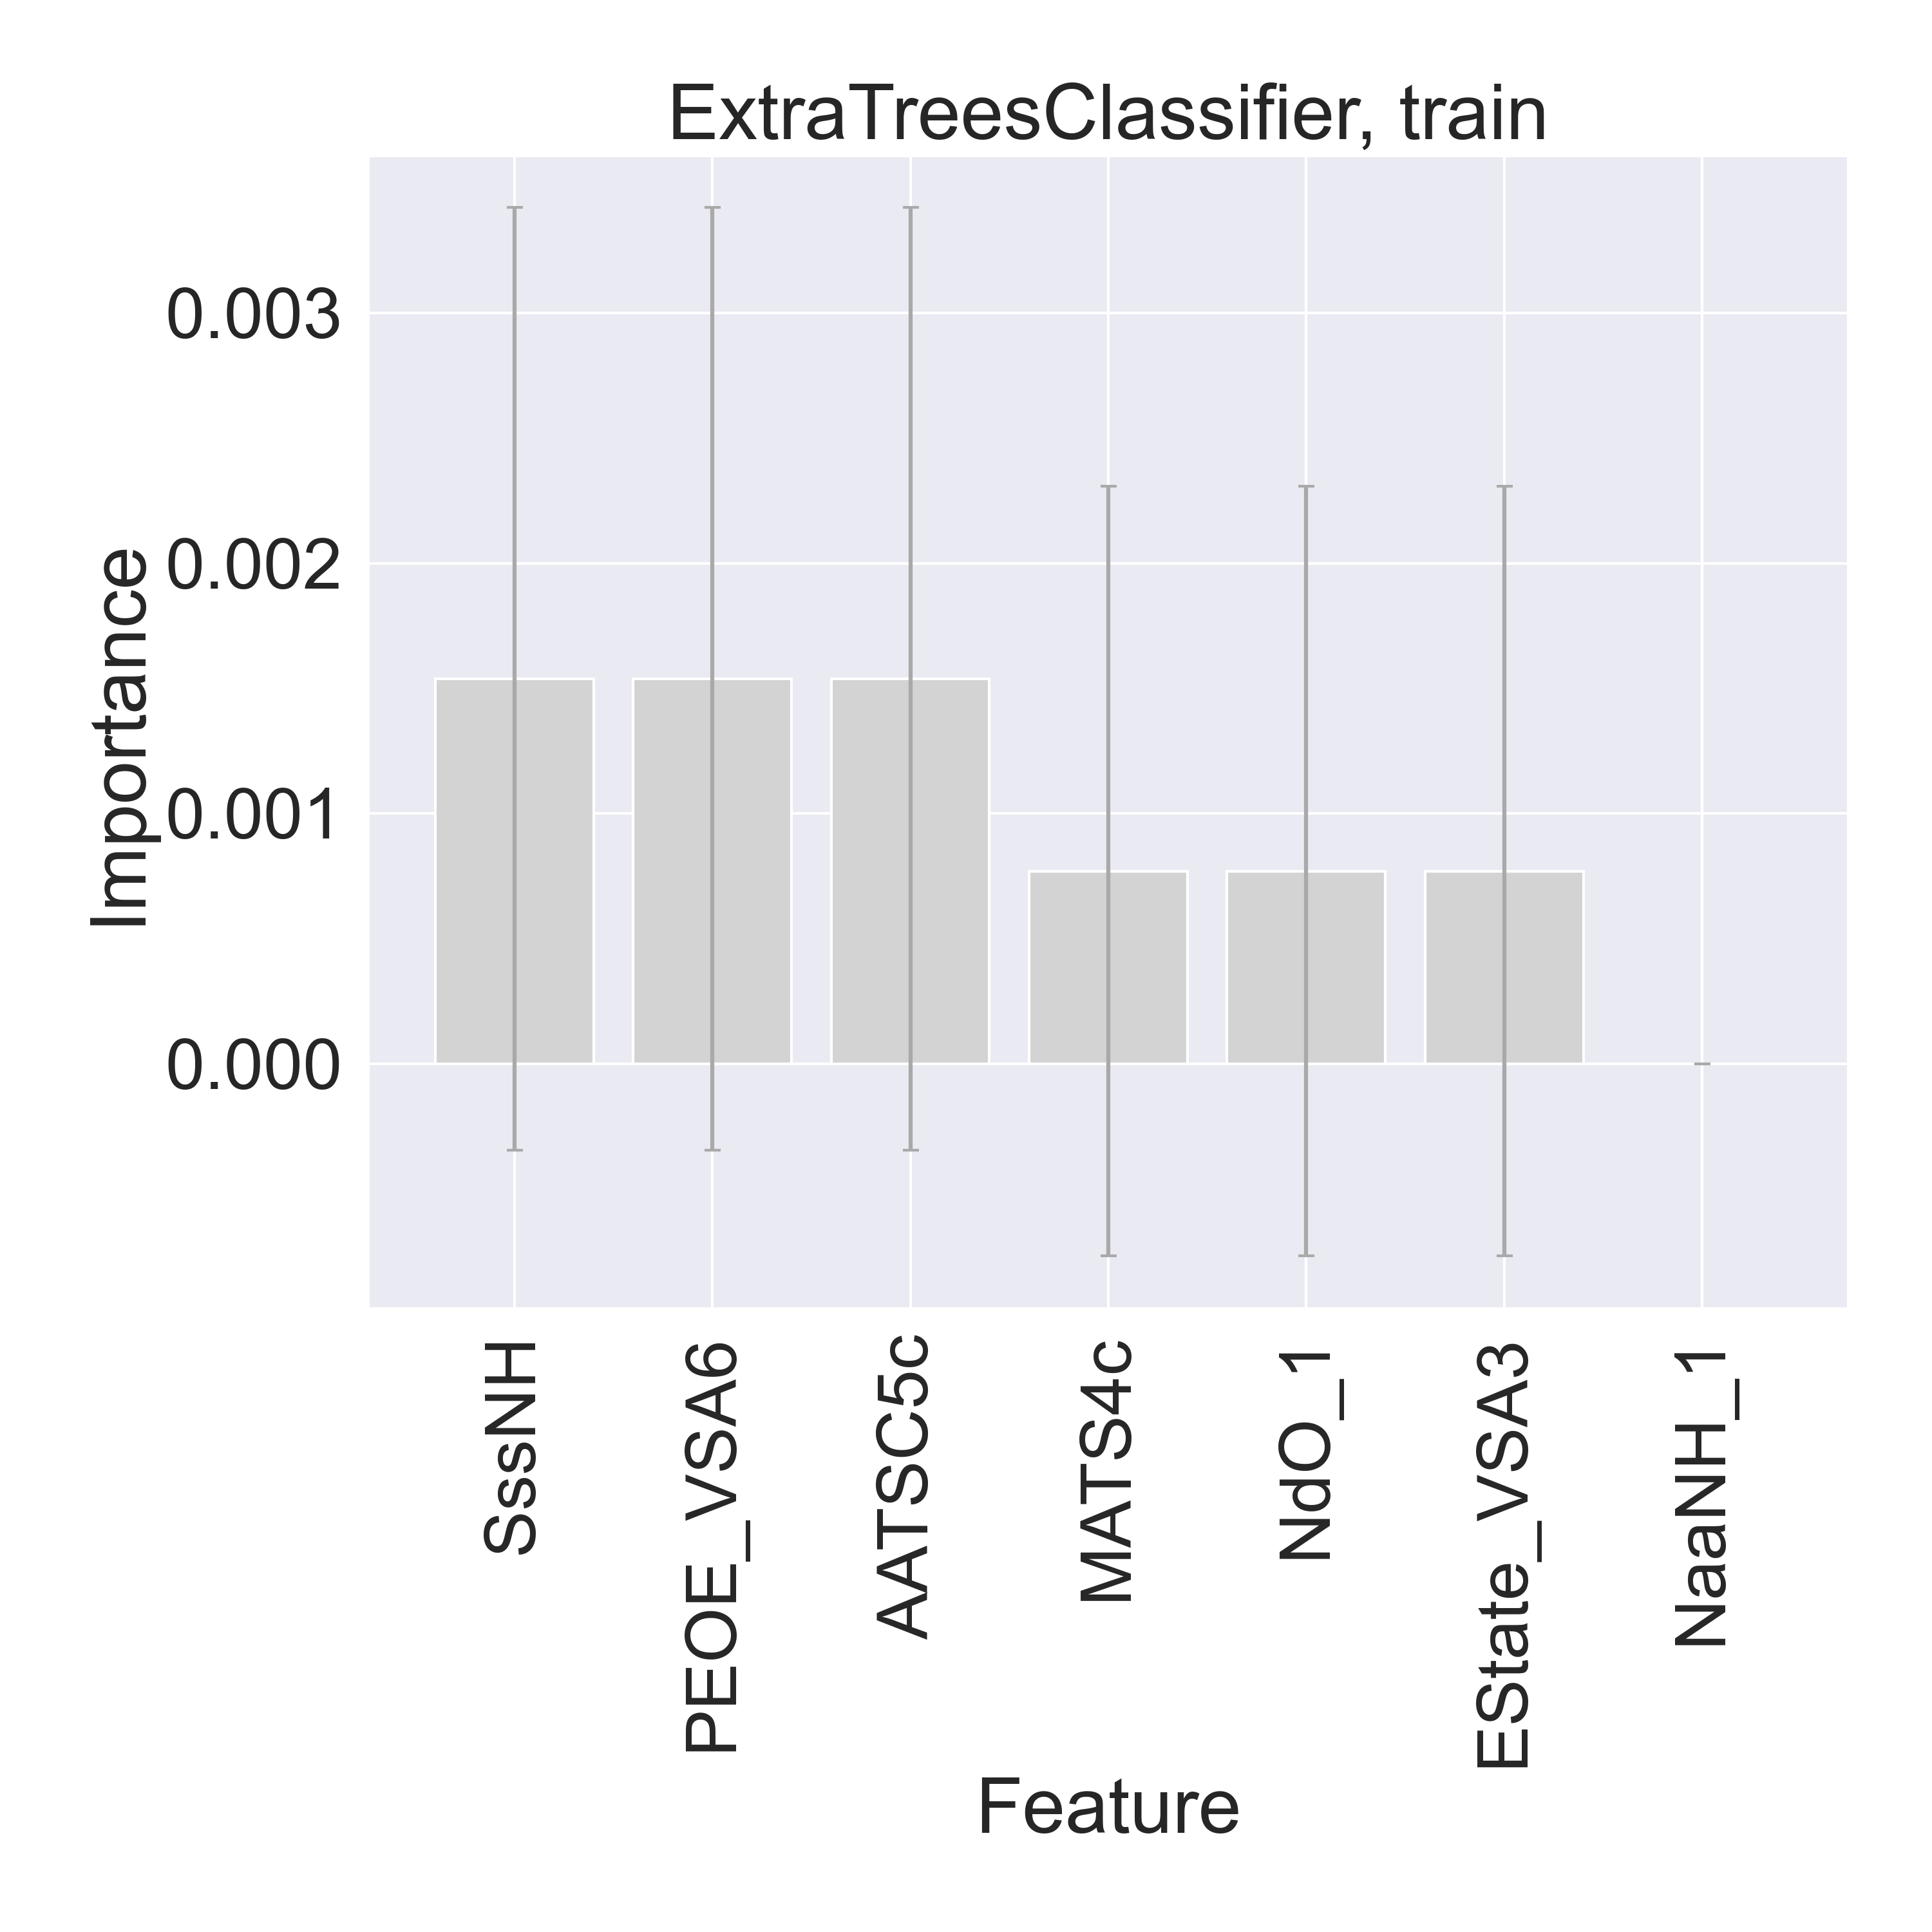 ExtraTreesClassifier, train
Importance
0.003
0.002
0.001
0.000
SssNH
PEOE_VSA6
AATSC5c
MATS4c
NdO_1
EState_VSA3
NaaNH_1
Feature